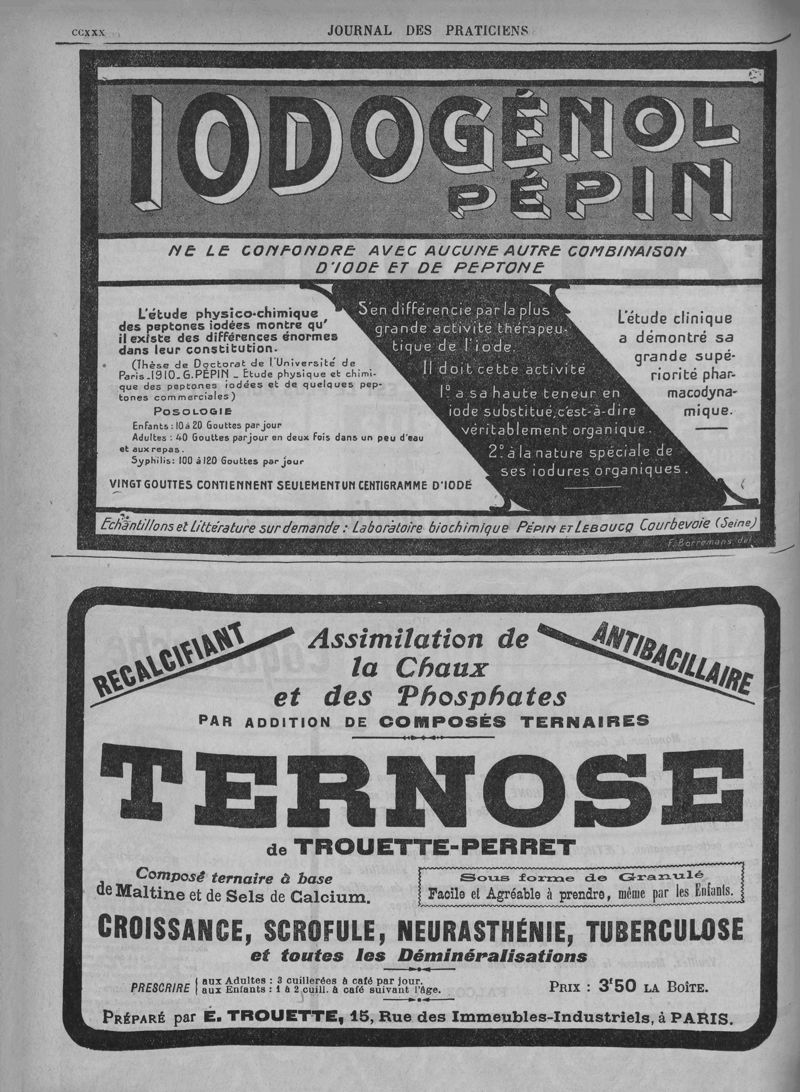 CCXXX
JOURNAL DES PRATICIENS
IODOGÉNOL
PÉPIN
NE LE CONFONDRE AVEC AUCUNE AUTRE COMBINAISON
D'IODE ET DE PEPTONE
L'étude physico-chimique
des peptones iodées montre qu'
il existe des différences énormes
dans leur constitution.
(Thèse de Doctorat de l'Université de
Paris_1910_G.PÉPIN _ Etude physique et chimi-
que des peptones iodées et de quelques pep-
tones commerciales)
POSOLOGIE
Enfants: 10 à 20 Gouttes par jour
Adultes: 40 Gouttes par jour en deux fois dans un peu d'eau
et aux repas.
Syphilis: 100 à 120 Gouttes par jour
VINGT GOUTTES CONTIENNENT SEULEMENT UN CENTIGRAMME D'IODE
S'en différencie par la plus
grande activité thérapeu-
tique de l'iode.
Il doit cette activité
1º à sa haute teneur en
iode substitué, c'est-à-dire
véritablement organique.
2º à la nature spéciale de
ses iodures organiques.
L'étude clinique
a démontré sa
grande supé-
riorité phar-
macodyna-
mique.
Echantillons et Littérature sur demande: Laboratoire biochimique PÉPIN ET LEBOUCQ Courbevoie (Seine)
F. Borremans, del.
RECALCIFIANT
Assimilation de
la Chaux
et des Phosphates
ANTIBACILLAIRE
PAR ADDITION DE COMPOSÉS TERNAIRES
TERNOSE
de TROUETTE-PERRET
Composé ternaire à base
de Maltine et de Sels de Calcium.
Sous forme de Granulé
Facile et Agréable à prendre, même par les Enfants.
CROISSANCE, SCROFULE, NEURASTHÉNIE, TUBERCULOSE
et toutes les Déminéralisations
PRESCRIRE { aux Adultes : 3 cuillerées à café par jour.
aux Enfants : 1 à 2 cuill. à café suivant l'âge.
PRIX : 3f50 LA BOÎTE.
PRÉPARÉ par É. TROUETTE, 15, Rue des Immeubles-Industriels, à PARIS.